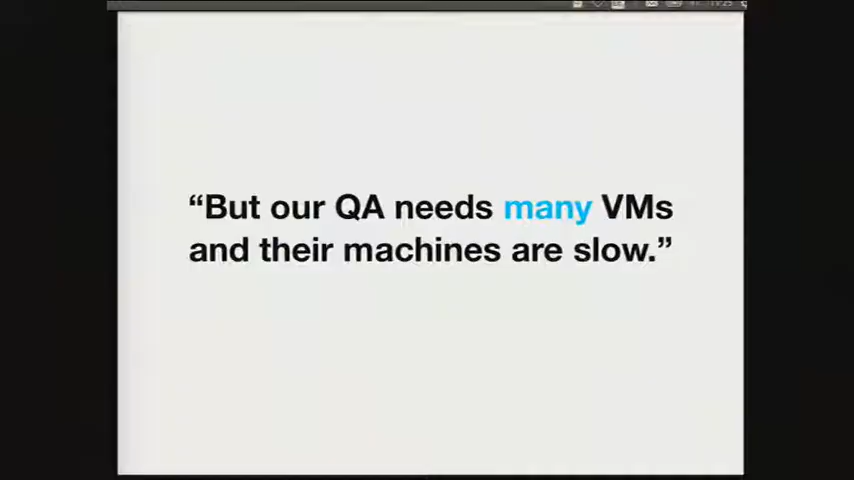 “But our QA needs many VMs
and their machines are slow.”